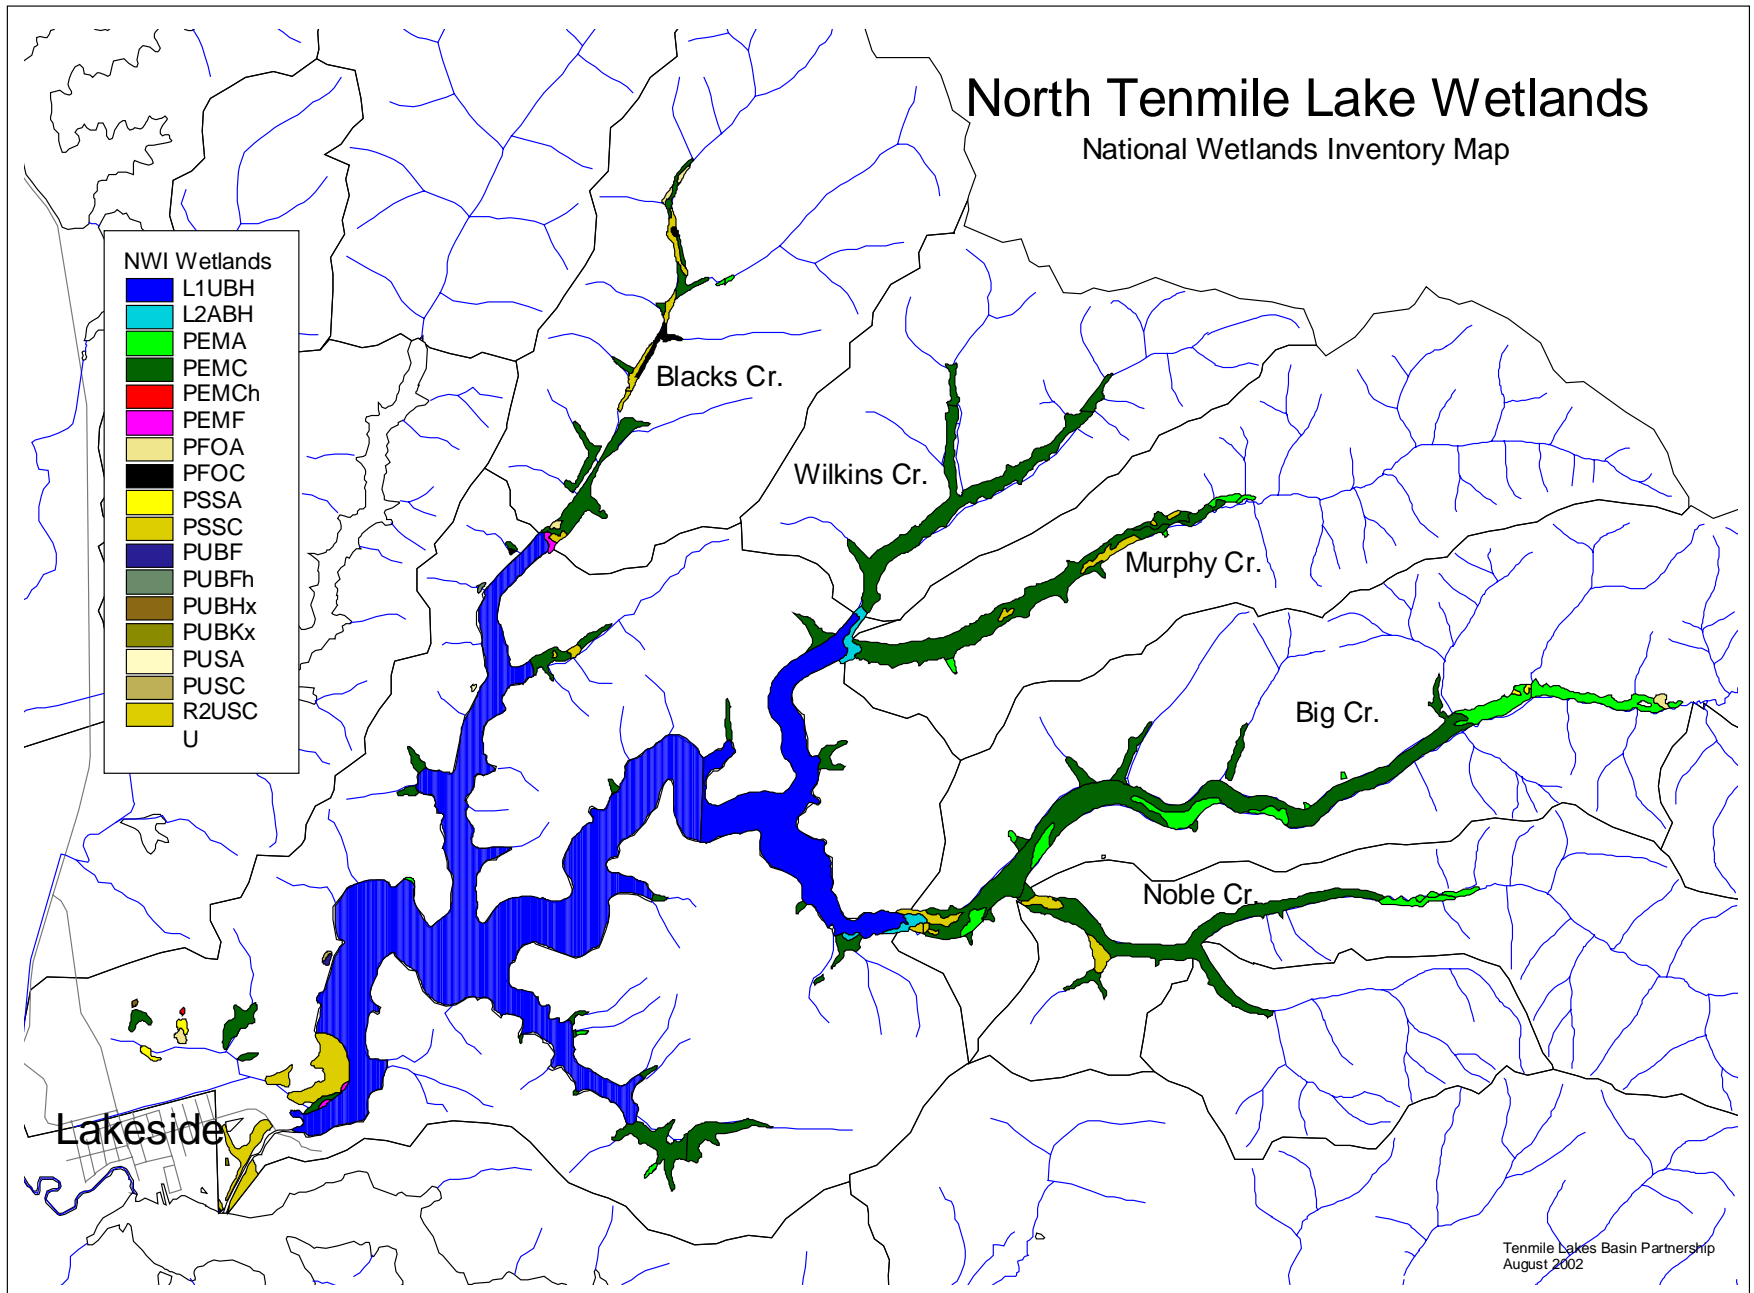 North Tenmile Lake Wetlands
National Wetlands Inventory Map
NWI Wetlands
L1UBH
L2ABH
PEMA
PEMC
PEMCh
PEMF
PFOA
PFOC
PSSA
PSSC
PUBF
PUBFh
PUBHx
PUBKx
PUSA
PUSC
R2USC
U
Blacks Cr.
Wilkins Cr.
Murphy Cr.
Big Cr.
Noble Cr.
Lakeside
Tenmile Lakes Basin Partnership
August 2002